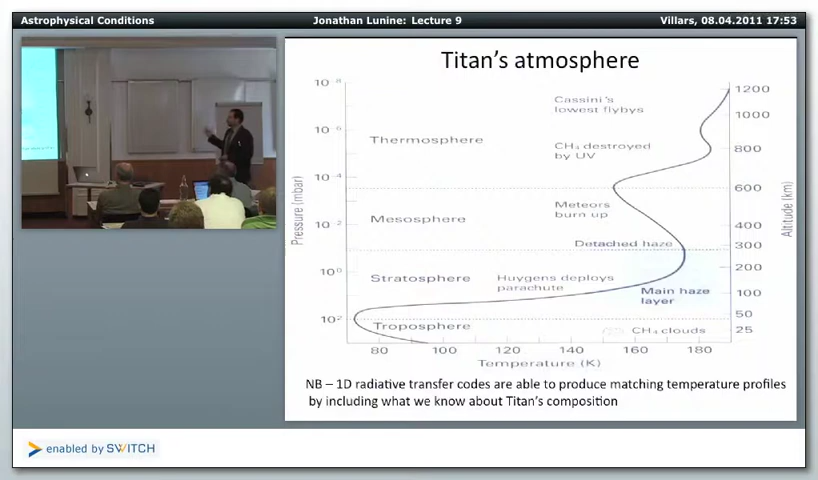 Astrophysical Conditions
Jonathan Lunine: Lecture 9
Villars, 08.04.2011 17:53
Titan's atmosphere
10-8
10-6
10-4
10-2
100
102
Pressure (mbar)
Thermosphere
Mesosphere
Stratosphere
Troposphere
Cassini's
lowest flybys
CH4 destroyed
by UV
Meteors
burn up
Detached haze
Huygens deploys
parachute
Main haze
layer
CH4 clouds
1200
1000
800
600
400
300
200
100
50
25
Altitude (km)
80 100 120 140 160 180
Temperature (K)
NB – 1D radiative transfer codes are able to produce matching temperature profiles
by including what we know about Titan's composition
enabled by SWITCH